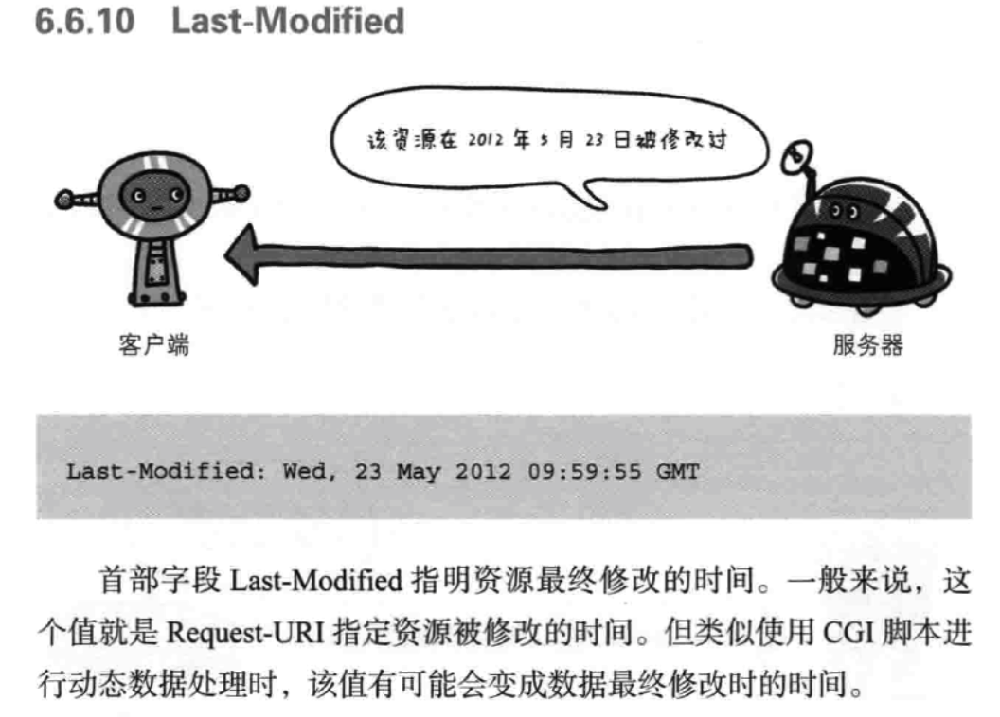 6.6.10 Last-Modified
该资源在 2012 年 5 月 23 日被修改过
客户端
服务器
Last-Modified: Wed, 23 May 2012 09:59:55 GMT
首部字段 Last-Modified 指明资源最终修改的时间。一般来说，这
个值就是 Request-URI 指定资源被修改的时间。但类似使用 CGI 脚本进
行动态数据处理时，该值有可能会变成数据最终修改时的时间。